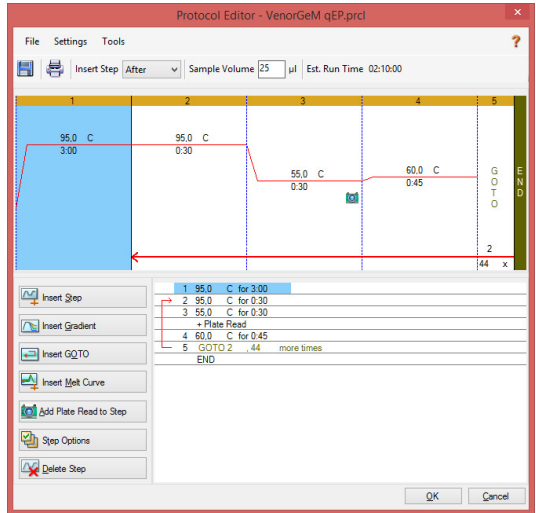 Protocol Editor - VenorGeM qEP.prcl
×
File Settings Tools ?
Insert Step After Sample Volume 25 µl Est. Run Time 02:10:00
1 2 3 4 5
95,0 C 95,0 C
3:00 0:30
55,0 C 60,0 C
0:30 0:45
GOTO
END
2
44 x
Insert Step
Insert Gradient
Insert GOTO
Insert Melt Curve
Add Plate Read to Step
Step Options
Delete Step
1 95,0 C for 3:00
2 95,0 C for 0:30
3 55,0 C for 0:30
+ Plate Read
4 60,0 C for 0:45
5 GOTO 2 , 44 more times
END
OK Cancel